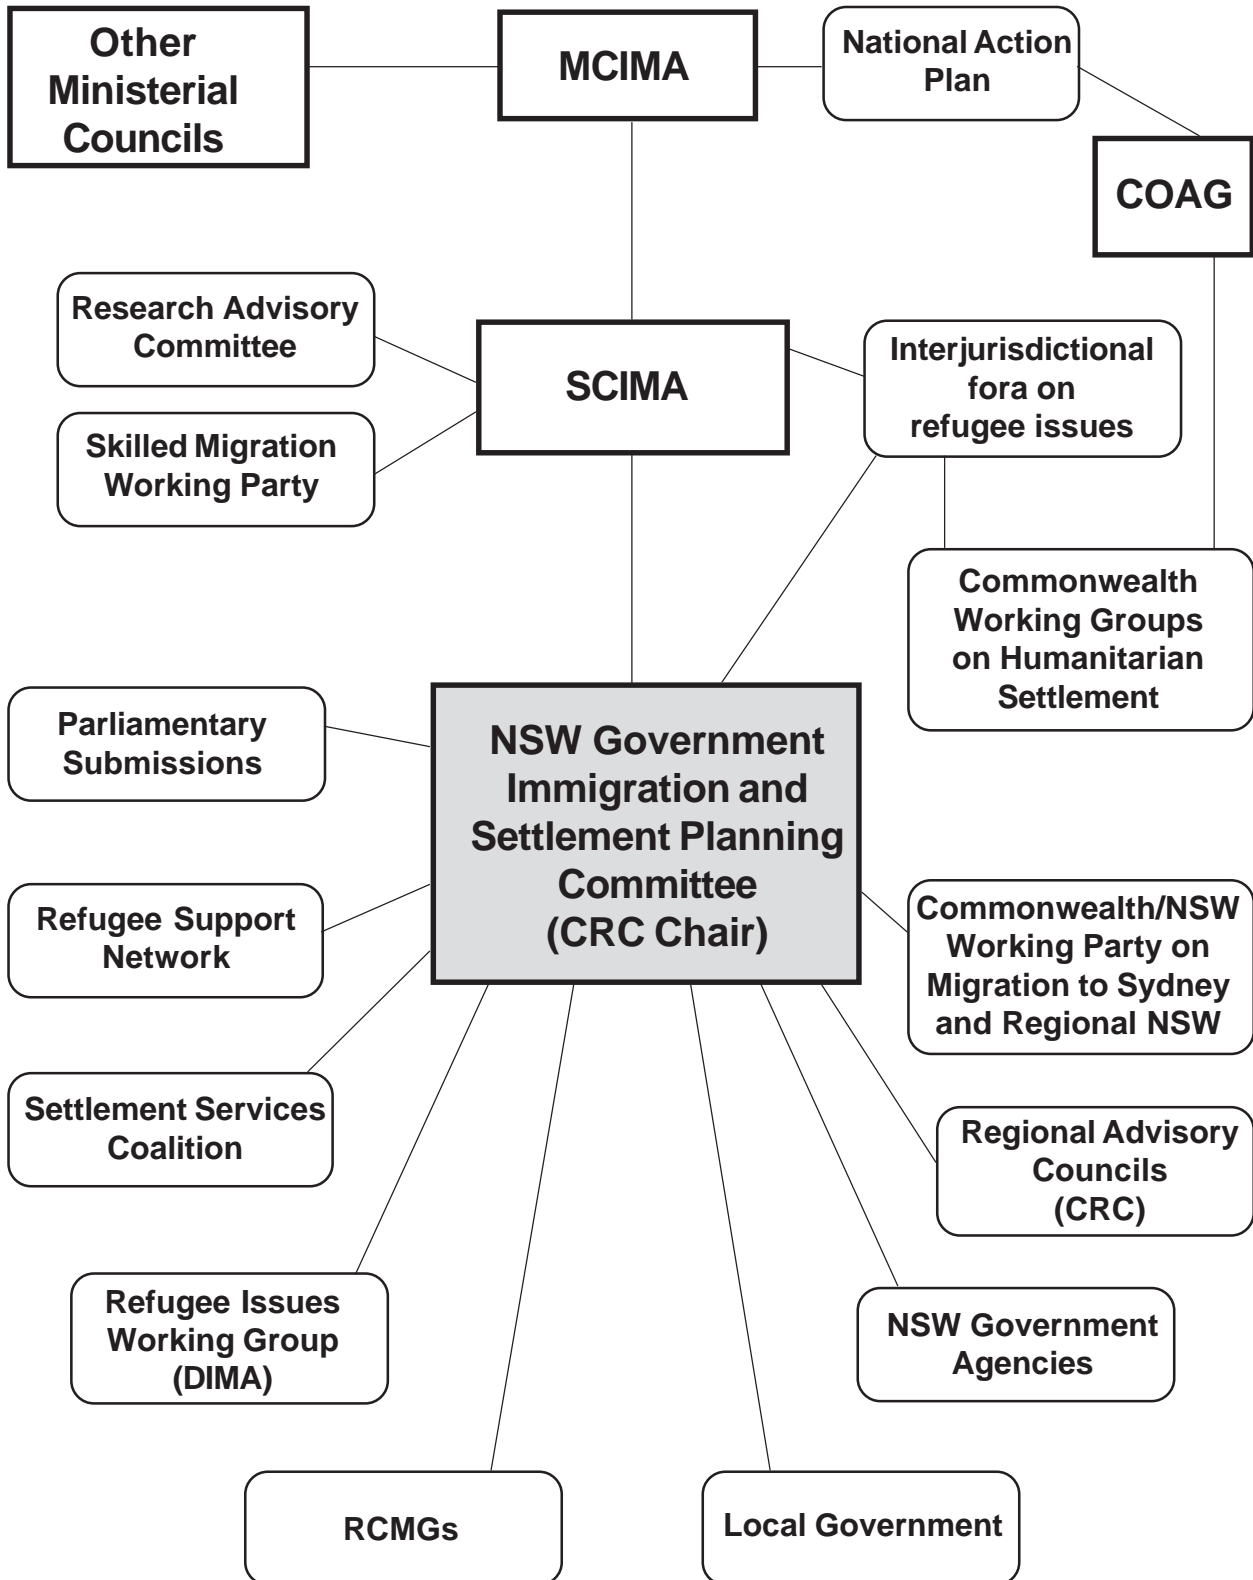 Other
Ministerial
Councils
MCIMA
National Action
Plan
COAG
Research Advisory
Committee
SCIMA
Interjurisdictional
fora on
refugee issues
Skilled Migration
Working Party
Commonwealth
Working Groups
on Humanitarian
Settlement
Parliamentary
Submissions
NSW Government
Immigration and
Settlement Planning
Committee
(CRC Chair)
Refugee Support
Network
Commonwealth/NSW
Working Party on
Migration to Sydney
and Regional NSW
Settlement Services
Coalition
Regional Advisory
Councils
(CRC)
Refugee Issues
Working Group
(DIMA)
NSW Government
Agencies
RCMGs
Local Government